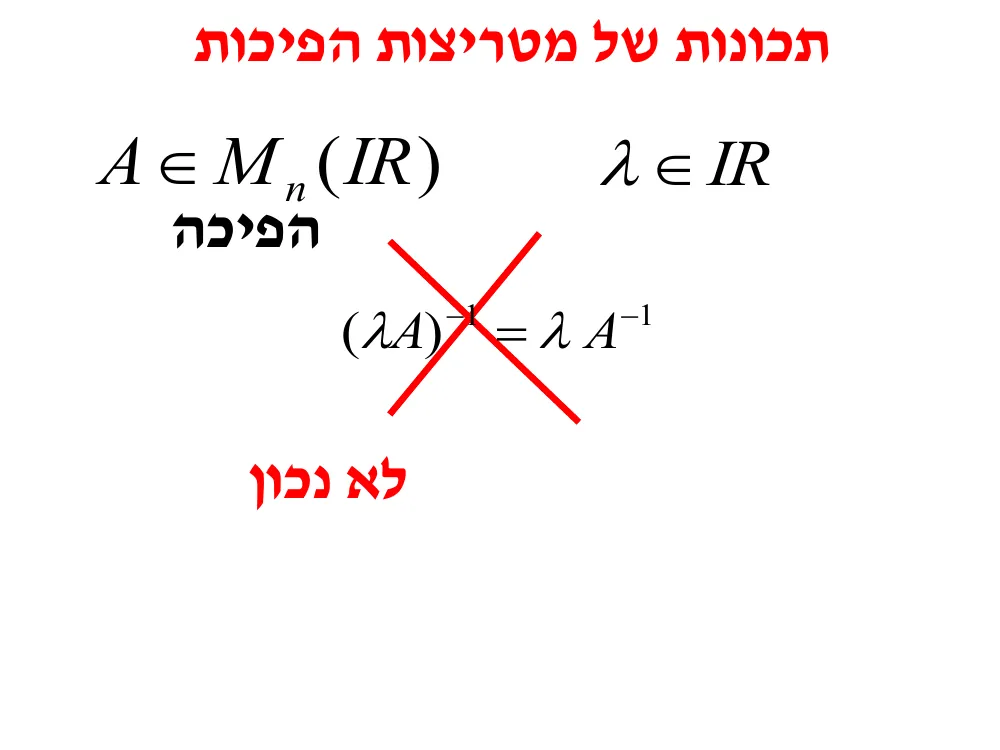 תכונות של מטריצות הפיכות
A ∈ M_n (IR) λ ∈ IR
הפיכה
(λA)^{-1} = λ A^{-1}
לא נכון